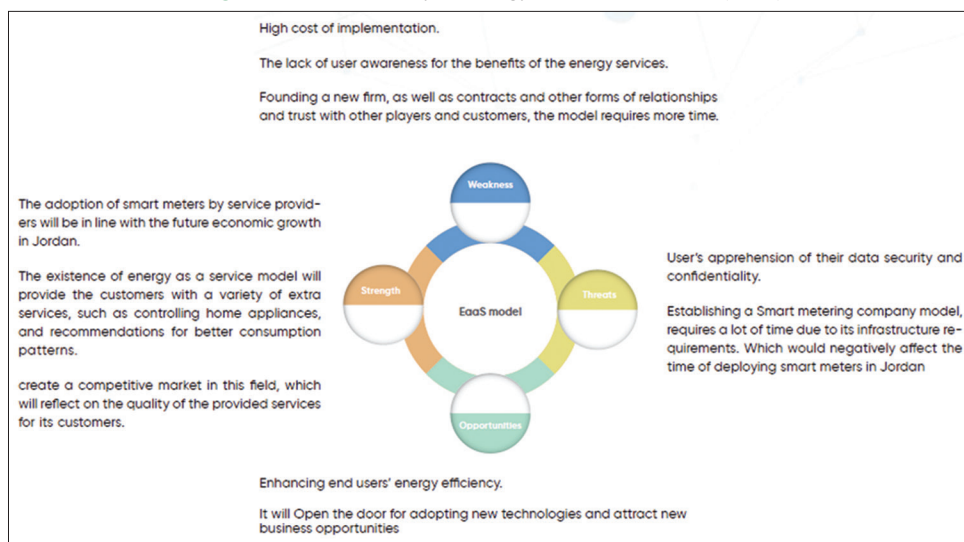 High cost of implementation.
The lack of user awareness for the benefits of the energy services.
Founding a new firm, as well as contracts and other forms of relationships
and trust with other players and customers, the model requires more time.
Weakness
The adoption of smart meters by service provid-
ers will be in line with the future economic growth
in Jordan.
The existence of energy as a service model will
provide the customers with a variety of extra
services, such as controlling home appliances,
and recommendations for better consumption
patterns.
create a competitive market in this field, which
will reflect on the quality of the provided services
for its customers.
Strength
EaaS model
Threats
User's apprehension of their data security and
confidentiality.
Establishing a Smart metering company model,
requires a lot of time due to its infrastructure re-
quirements. Which would negatively affect the
time of deploying smart meters in Jordan
Opportunities
Enhancing end users' energy efficiency.
It will Open the door for adopting new technologies and attract new
business opportunities